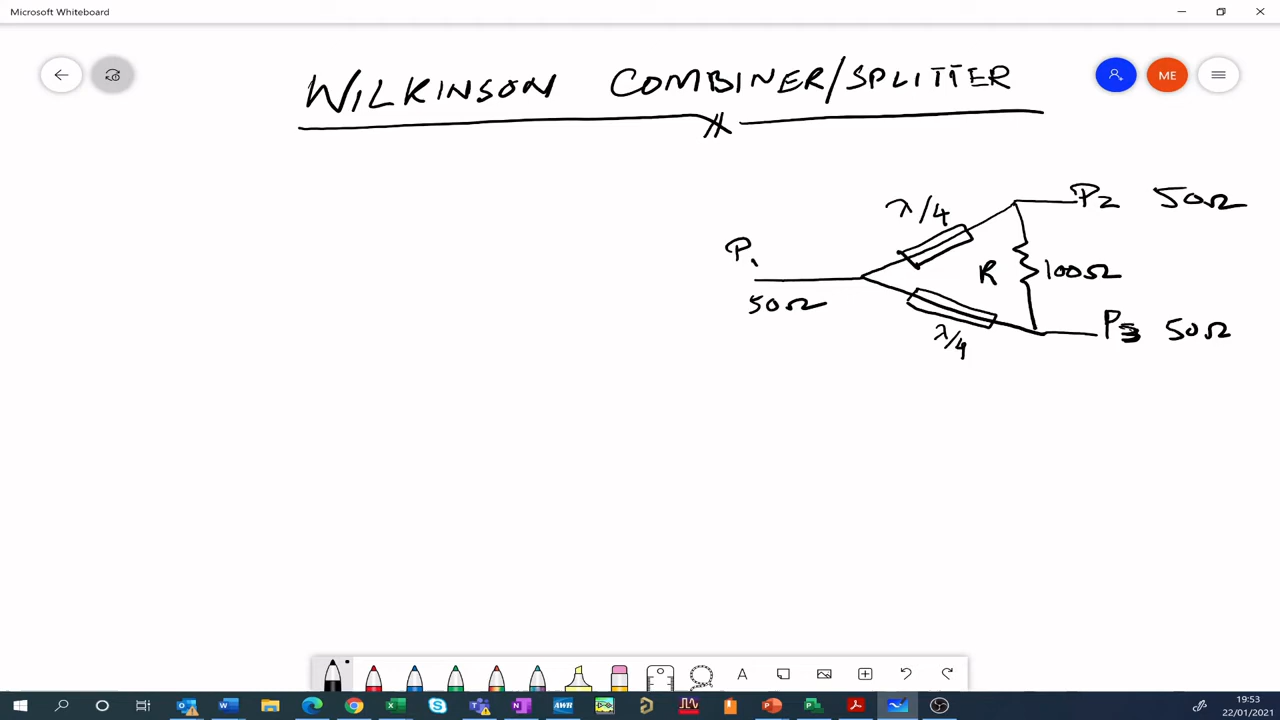 Microsoft Whiteboard
ME
WILKINSON COMBINER/SPLITTER
λ/4
P2 50Ω
P1
R 100Ω
50Ω
P3 50Ω
λ/4
A
19:53
22/01/2021